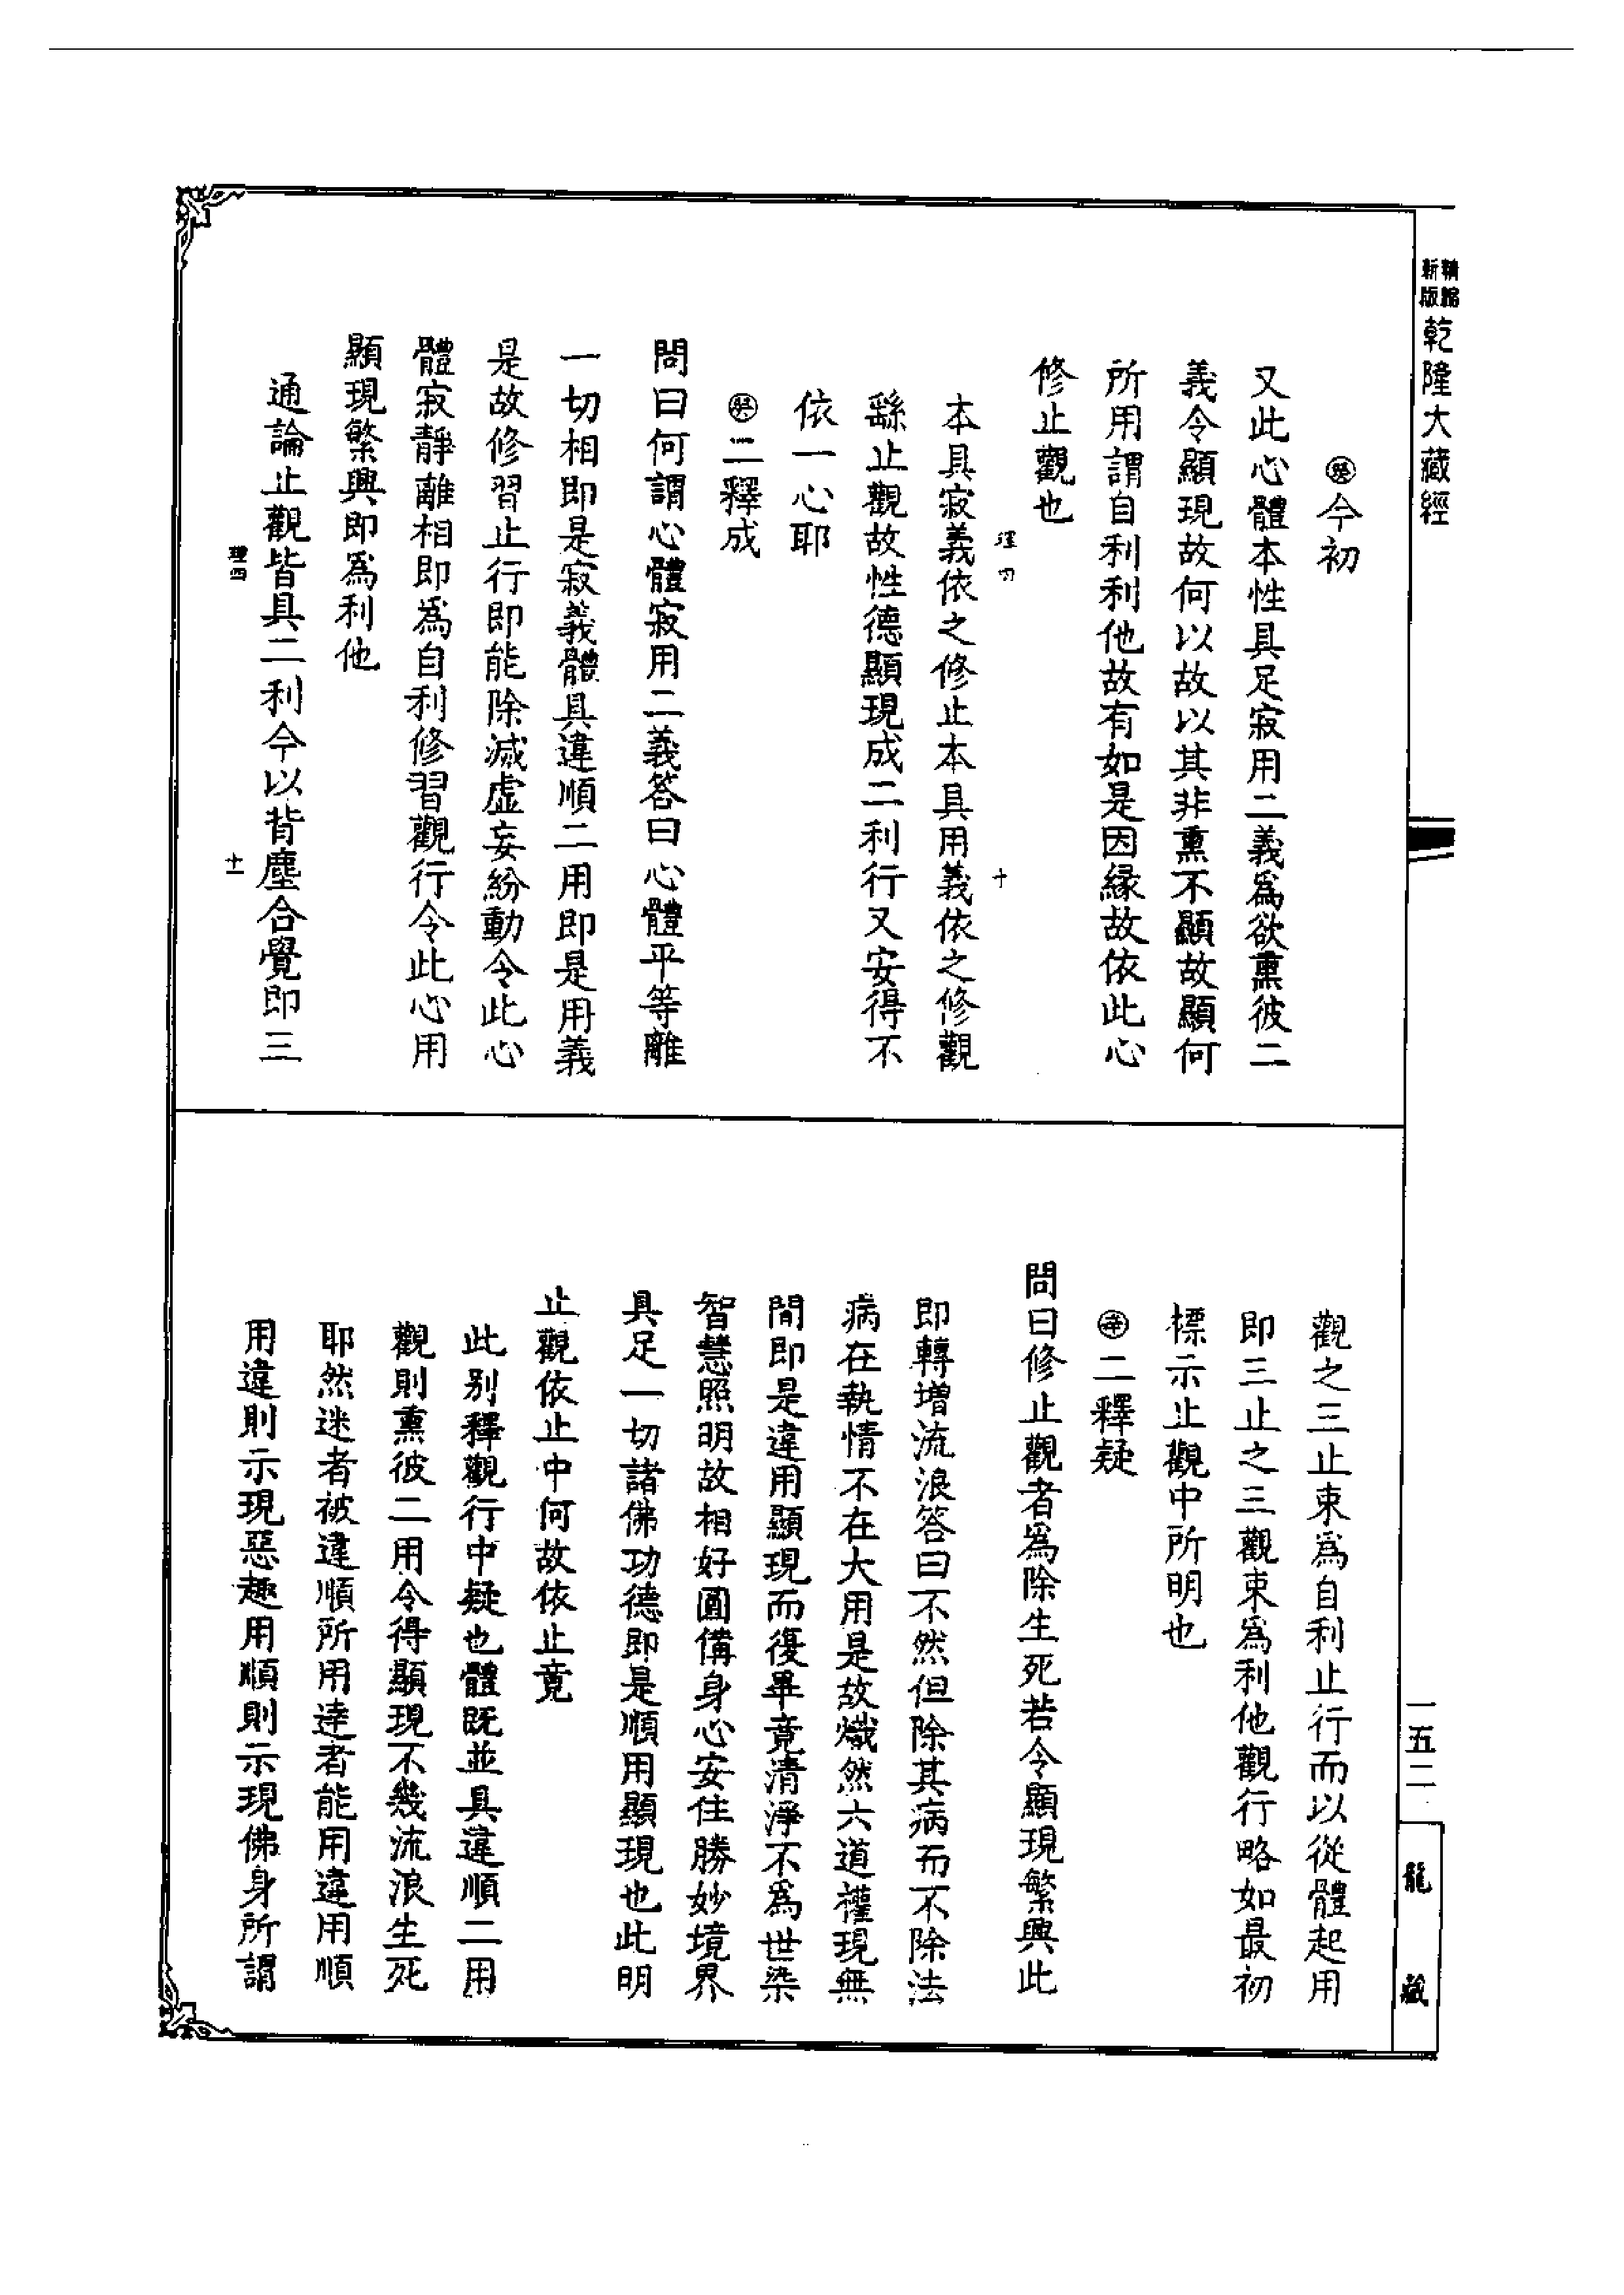 新版
精縮
乾隆大藏經
今初
又此心體本性具足寂用二義爲欲熏彼二
義令顯現故何以故以其非熏不顯故顯何
所用謂自利利他故有如是因緣故依此心
修止觀也
理四
十
本具寂義依之修止本具用義依之修觀
繇止觀故性德顯現成二利行又安得不
依一心耶
二釋成
問曰何謂心體寂用二義答曰心體平等離
一切相即是寂義體具違順二用即是用義
是故修習止行即能除滅虛妄紛動令此心
體寂靜離相即爲自利修習觀行令此心用
顯現繁興即爲利他
通論止觀皆具二利今以背塵合覺即三
理四
十一
觀之三止束爲自利止行而以從體起用
即三止之三觀束爲利他觀行略如最初
標示止觀中所明也
二釋疑
問曰修止觀者爲除生死若令顯現繁興此
即轉增流浪答曰不然但除其病而不除法
病在執情不在大用是故熾然六道權現無
間即是違用顯現而復畢竟清淨不爲世染
智慧照明故相好圓備身心安住勝妙境界
具足一切諸佛功德即是順用顯現也此明
止觀依止中何故依止竟
此別釋觀行中疑也體既並具違順二用
觀則熏彼二用令得顯現不幾流浪生死
耶然迷者被違順所用達者能用違用順
用違則示現惡趣用順則示現佛身所謂
一五二
龍藏